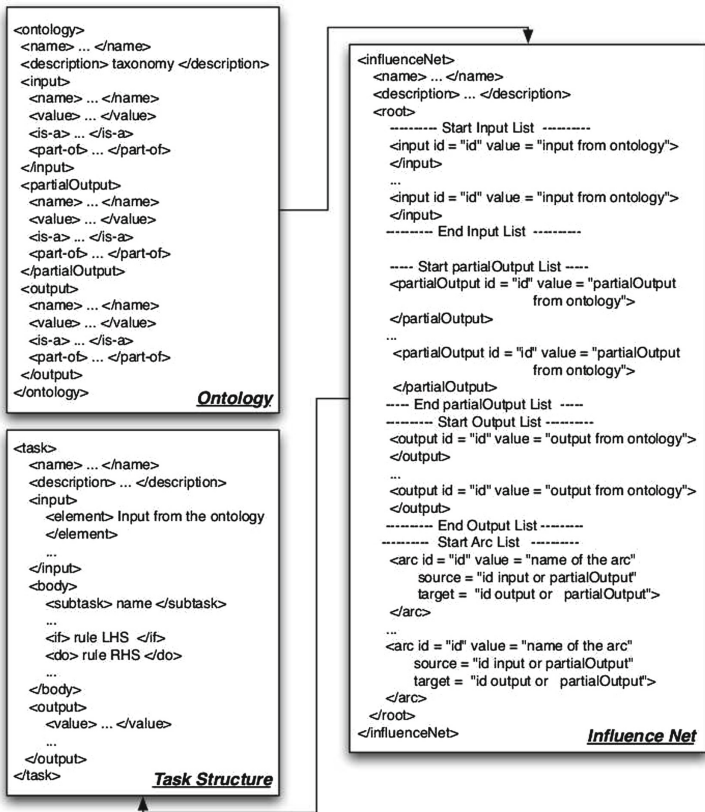 <ontology>
<name> ... </name>
<description> taxonomy </description>
<input>
<name> ... </name>
<value> ... </value>
<is-a> ... </is-a>
<part-of> ... </part-of>
</input>
<partialOutput>
<name> ... </name>
<value> ... </value>
<is-a> ... </is-a>
<part-of> ... </part-of>
</partialOutput>
<output>
<name> ... </name>
<value> ... </value>
<is-a> ... </is-a>
<part-of> ... </part-of>
</output>
</ontology>
Ontology
<task>
<name> ... </name>
<description> ... </description>
<input>
<element> Input from the ontology
</element>
...
</input>
<body>
<subtask> name </subtask>
...
<if> rule LHS </if>
<do> rule RHS </do>
...
</body>
<output>
<value> ... </value>
...
</output>
</task>
Task Structure
<influenceNet>
<name> ... </name>
<description> ... </description>
<root>
---------- Start Input List ----------
<input id = "id" value = "input from ontology">
</input>
...
<input id = "id" value = "input from ontology">
</input>
---------- End Input List ----------
----- Start partialOutput List -----
<partialOutput id = "id" value = "partialOutput
from ontology">
</partialOutput>
...
<partialOutput id = "id" value = "partialOutput
from ontology">
</partialOutput>
----- End partialOutput List -----
---------- Start Output List ----------
<output id = "id" value = "output from ontology">
</output>
...
<output id = "id" value = "output from ontology">
</output>
---------- End Output List ---------
---------- Start Arc List ----------
<arc id = "id" value = "name of the arc"
source = "id input or partialOutput"
target = "id output or partialOutput">
</arc>
...
<arc id = "id" value = "name of the arc"
source = "id input or partialOutput"
target = "id output or partialOutput">
</arc>
</root>
</influenceNet>
Influence Net